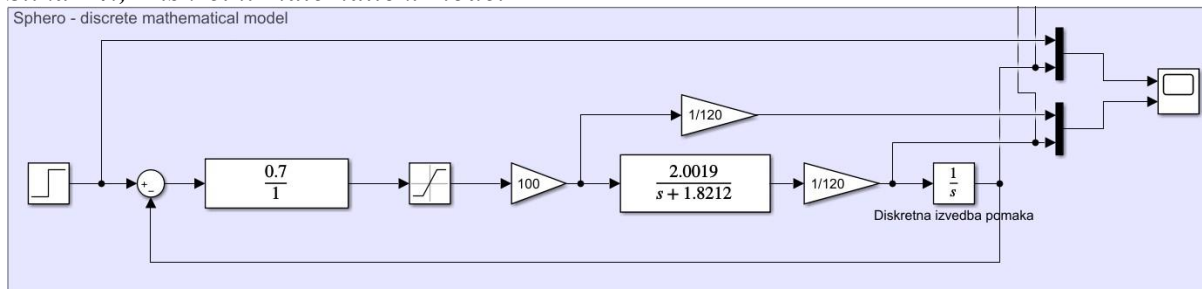 Sphero - discrete mathematical model
1/120
0.7
1
100
2.0019
s + 1.8212
1/120
1
s
Diskretna izvedba pomaka